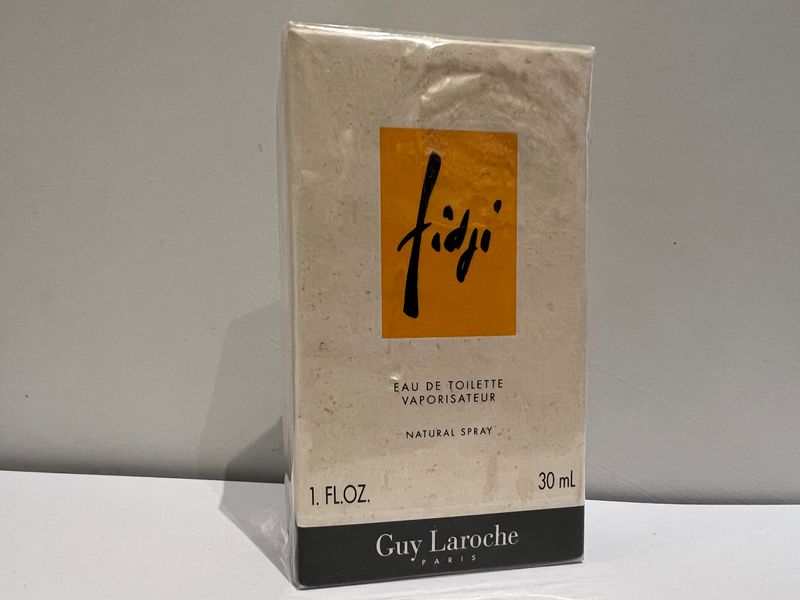 fidji
EAU DE TOILETTE
VAPORISATEUR
NATURAL SPRAY
1. FL.OZ. 30 mL
Guy Laroche
PARIS